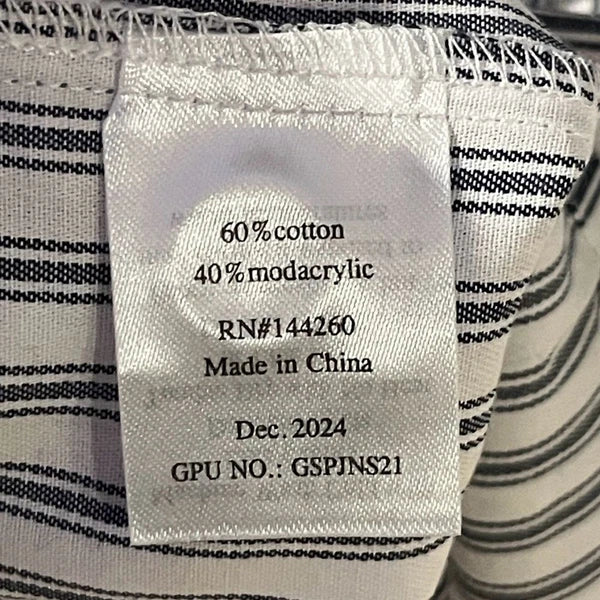 60%cotton
40%modacrylic
RN#144260
Made in China
Dec.2024
GPU NO.: GSPJNS21